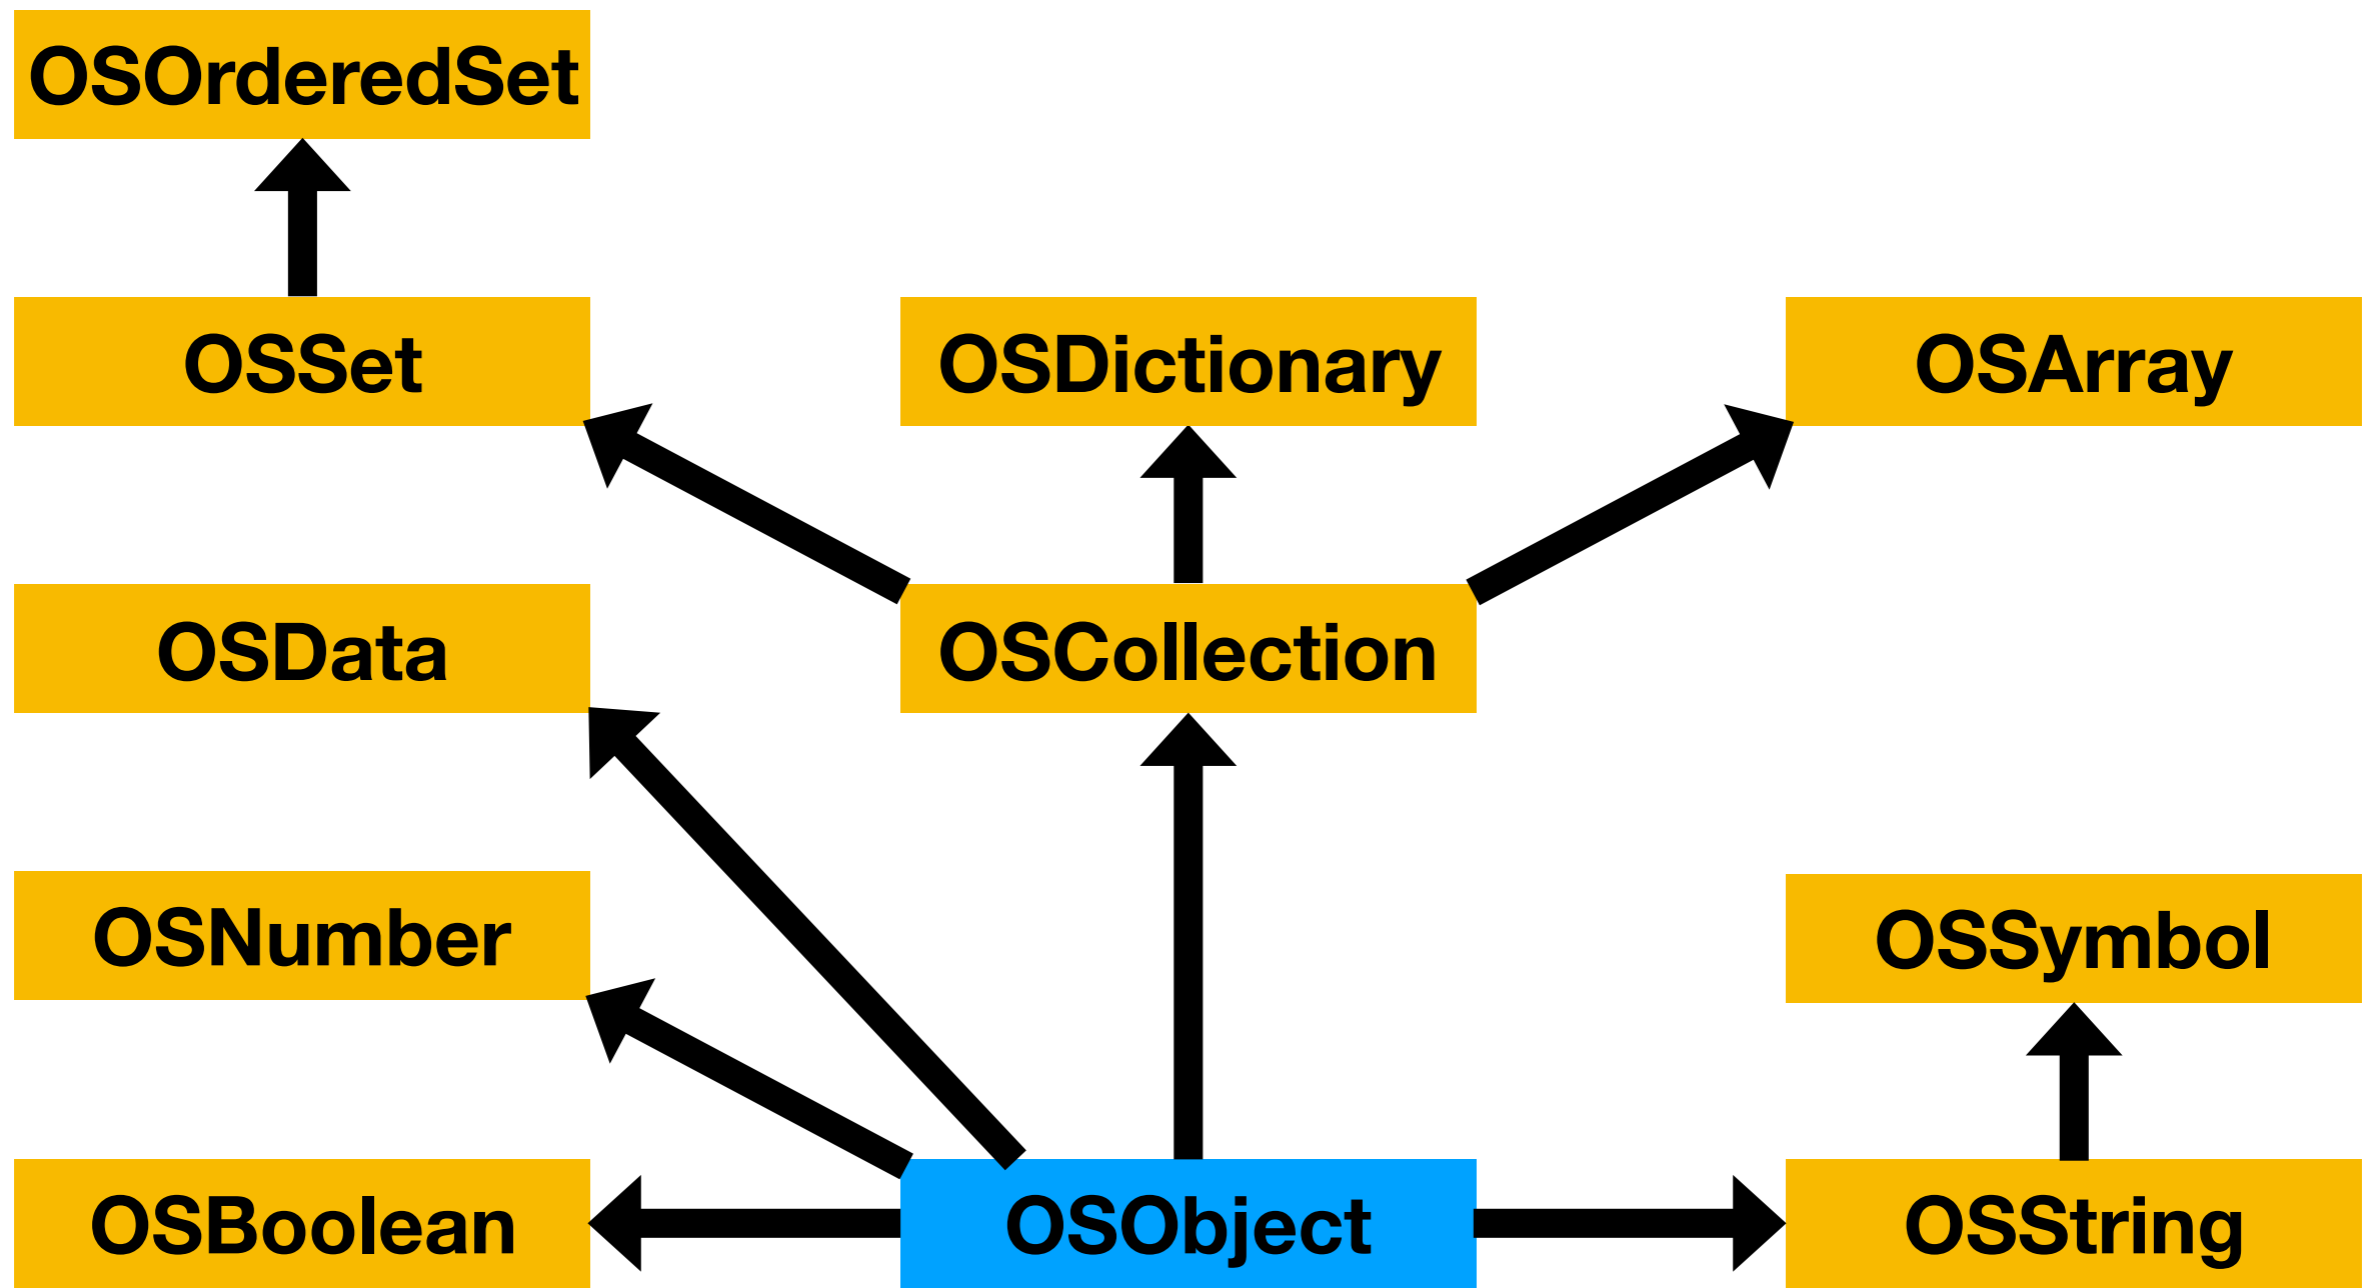 OSOrderedSet
OSSet
OSDictionary
OSArray
OSData
OSCollection
OSNumber
OSSymbol
OSBoolean
OSObject
OSString